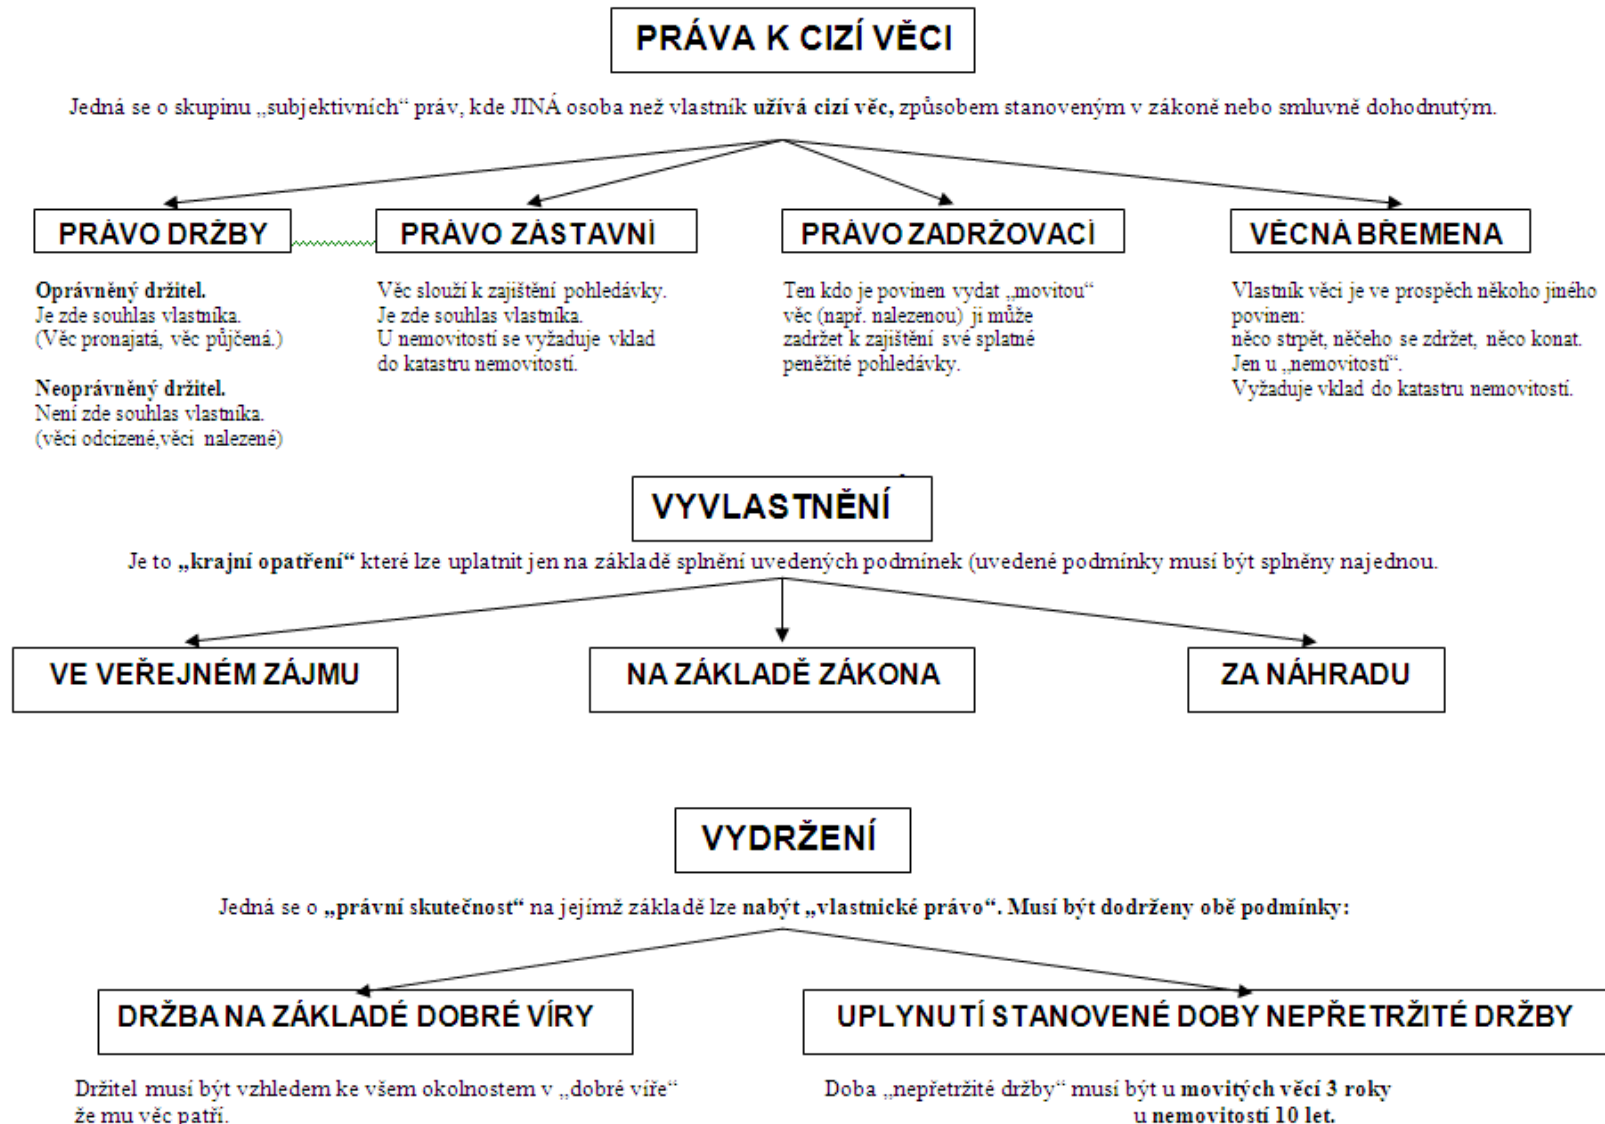 PRÁVA K CIZÍ VĚCI
Jedná se o skupinu „subjektivních“ práv, kde JINÁ osoba než vlastník užívá cizí věc, způsobem stanoveným v zákoně nebo smluvně dohodnutým.
PRÁVO DRŽBY
Oprávněný držitel.
Je zde souhlas vlastníka.
(Věc pronajatá, věc půjčená.)
Neoprávněný držitel.
Není zde souhlas vlastníka.
(věci odcizené,věci nalezené)
PRÁVO ZÁSTAVNÍ
Věc slouží k zajištění pohledávky.
Je zde souhlas vlastníka.
U nemovitostí se vyžaduje vklad
do katastru nemovitostí.
PRÁVO ZADRŽOVACÍ
Ten kdo je povinen vydat „movitou“
věc (např. nalezenou) ji může
zadržet k zajištění své splatné
peněžité pohledávky.
VĚCNÁ BŘEMENA
Vlastník věci je ve prospěch někoho jiného
povinen:
něco strpět, něčeho se zdržet, něco konat.
Jen u „nemovitostí“.
Vyžaduje vklad do katastru nemovitostí.
VYVLASTNĚNÍ
Je to „krajní opatření“ které lze uplatnit jen na základě splnění uvedených podmínek (uvedené podmínky musí být splněny najednou.
VE VEŘEJNÉM ZÁJMU
NA ZÁKLADĚ ZÁKONA
ZA NÁHRADU
VYDRŽENÍ
Jedná se o „právní skutečnost“ na jejímž základě lze nabýt „vlastnické právo“. Musí být dodrženy obě podmínky:
DRŽBA NA ZÁKLADÉ DOBRÉ VÍRY
Držitel musí být vzhledem ke všem okolnostem v „dobré víře“
že mu věc patří.
UPLYNUTÍ STANOVENÉ DOBY NEPŘETRŽITÉ DRŽBY
Doba „nepřetržité držby“ musí být u movitých věcí 3 roky
u nemovitostí 10 let.